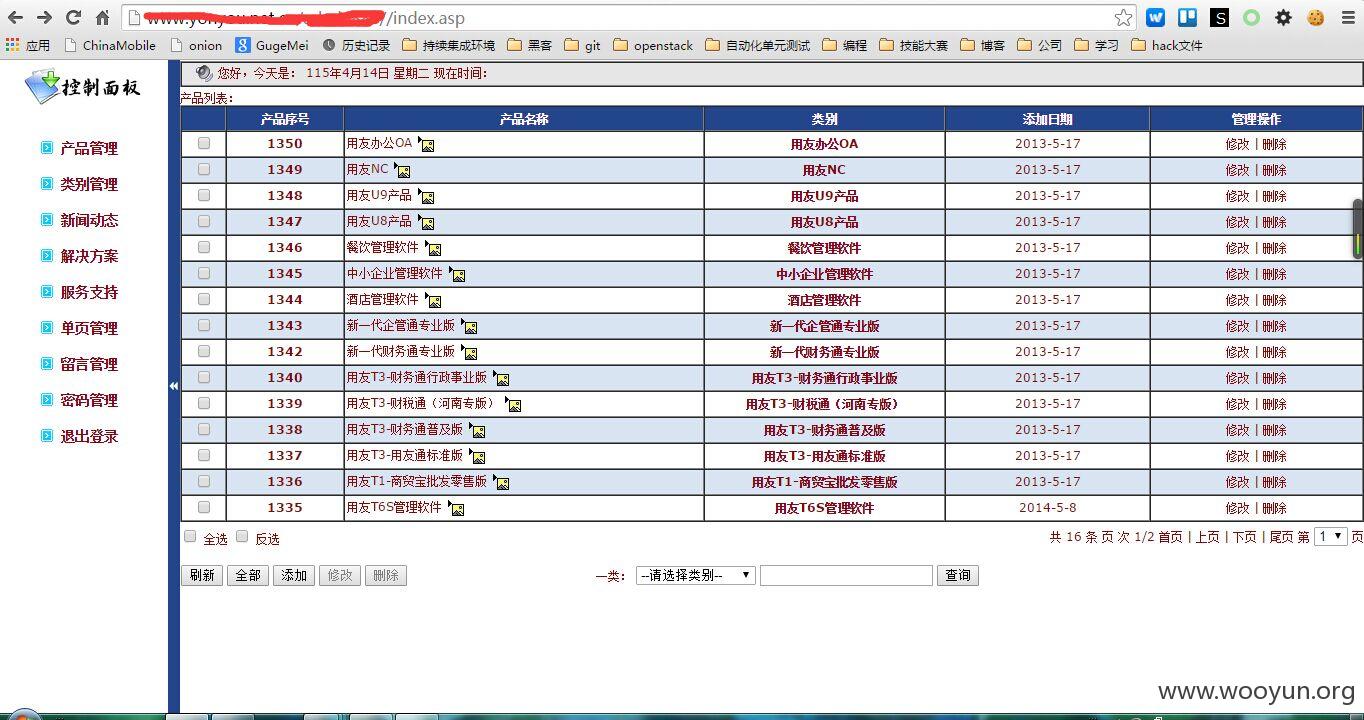 //index.asp
应用 ChinaMobile onion GugeMei 历史记录 持续集成环境 黑客 git openstack 自动化单元测试 编程 技能大赛 博客 公司 学习 hack文件
控制面板
产品管理
类别管理
新闻动态
解决方案
服务支持
单页管理
留言管理
密码管理
退出登录
您好，今天是： 115年4月14日 星期二 现在时间：
产品列表：
产品序号 产品名称 类别 添加日期 管理操作
1350 用友办公OA 用友办公OA 2013-5-17 修改 | 删除
1349 用友NC 用友NC 2013-5-17 修改 | 删除
1348 用友U9产品 用友U9产品 2013-5-17 修改 | 删除
1347 用友U8产品 用友U8产品 2013-5-17 修改 | 删除
1346 餐饮管理软件 餐饮管理软件 2013-5-17 修改 | 删除
1345 中小企业管理软件 中小企业管理软件 2013-5-17 修改 | 删除
1344 酒店管理软件 酒店管理软件 2013-5-17 修改 | 删除
1343 新一代企管通专业版 新一代企管通专业版 2013-5-17 修改 | 删除
1342 新一代财务通专业版 新一代财务通专业版 2013-5-17 修改 | 删除
1340 用友T3-财务通行政事业版 用友T3-财务通行政事业版 2013-5-17 修改 | 删除
1339 用友T3-财税通（河南专版） 用友T3-财税通（河南专版） 2013-5-17 修改 | 删除
1338 用友T3-财务通普及版 用友T3-财务通普及版 2013-5-17 修改 | 删除
1337 用友T3-用友通标准版 用友T3-用友通标准版 2013-5-17 修改 | 删除
1336 用友T1-商贸宝批发零售版 用友T1-商贸宝批发零售版 2013-5-17 修改 | 删除
1335 用友T6S管理软件 用友T6S管理软件 2014-5-8 修改 | 删除
全选 反选 共 16 条 页 次 1/2 首页 | 上页 | 下页 | 尾页 第 1 页
刷新 全部 添加 修改 删除 一类： --请选择类别-- 查询
www.wooyun.org